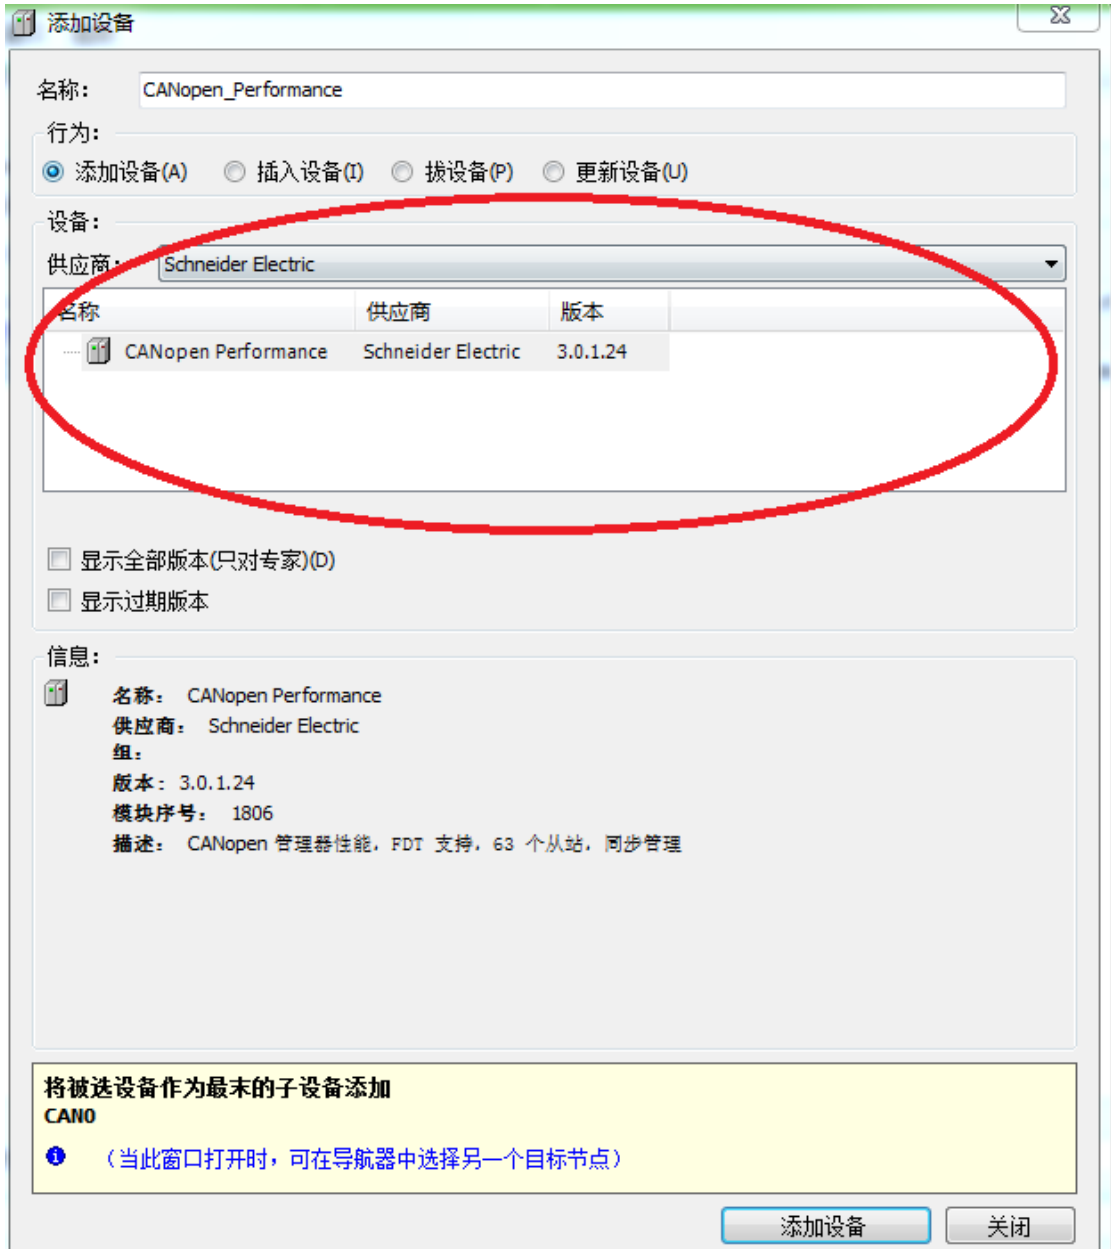 添加设备
名称： CANopen_Performance
行为：
添加设备(A) 插入设备(I) 拔设备(P) 更新设备(U)
设备：
供应商： Schneider Electric
名称 供应商 版本
CANopen Performance Schneider Electric 3.0.1.24
显示全部版本(只对专家)(D)
显示过期版本
信息：
名称： CANopen Performance
供应商： Schneider Electric
组：
版本： 3.0.1.24
模块序号： 1806
描述： CANopen 管理器性能，FDT 支持，63 个从站，同步管理
将被选设备作为最末的子设备添加
CAN0
（当此窗口打开时，可在导航器中选择另一个目标节点）
添加设备 关闭